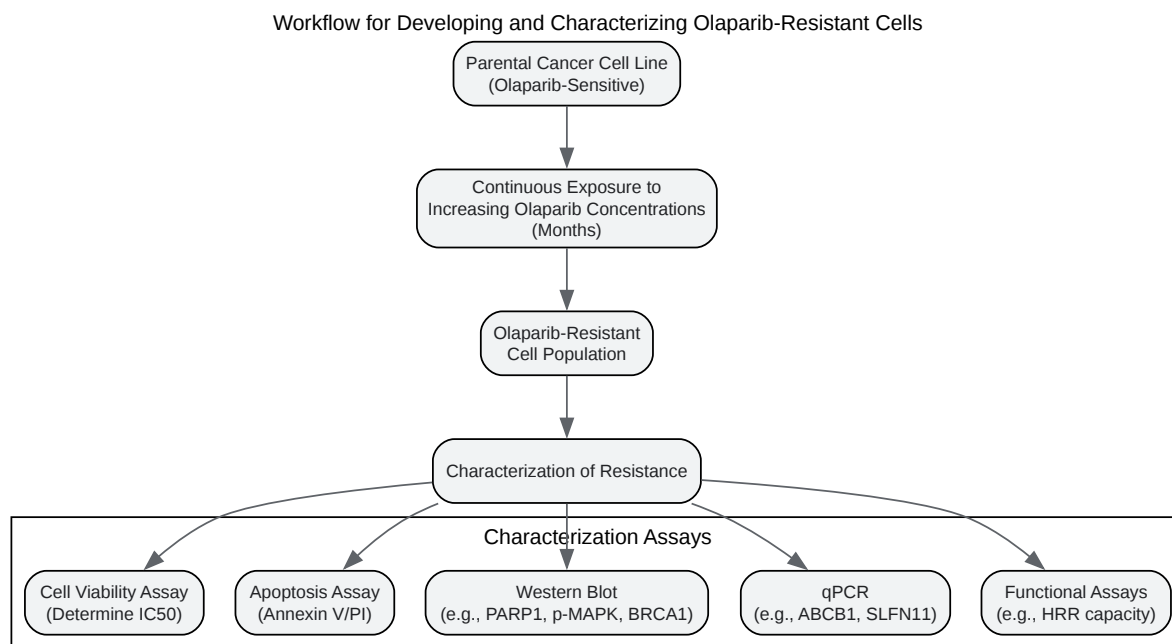 Workflow for Developing and Characterizing Olaparib-Resistant Cells
Parental Cancer Cell Line
(Olaparib-Sensitive)
Continuous Exposure to
Increasing Olaparib Concentrations
(Months)
Olaparib-Resistant
Cell Population
Characterization of Resistance
Characterization Assays
Cell Viability Assay
(Determine IC50)
Apoptosis Assay
(Annexin V/PI)
Western Blot
(e.g., PARP1, p-MAPK, BRCA1)
qPCR
(e.g., ABCB1, SLFN11)
Functional Assays
(e.g., HRR capacity)